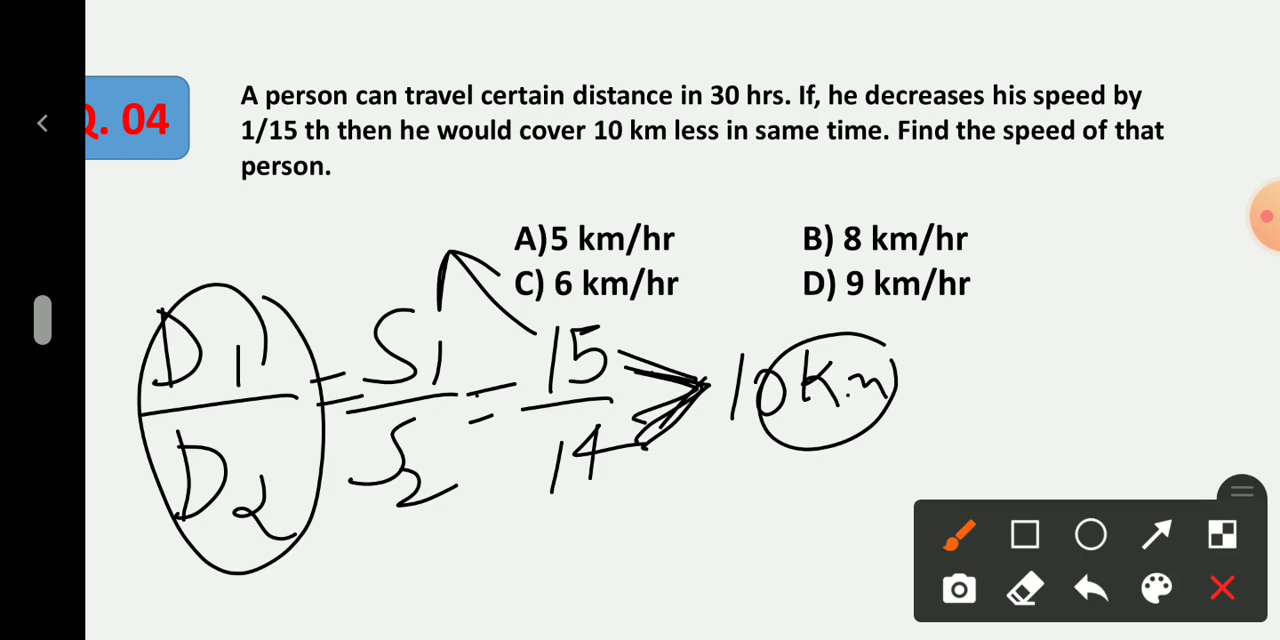 Q. 04
A person can travel certain distance in 30 hrs. If, he decreases his speed by
1/15 th then he would cover 10 km less in same time. Find the speed of that
person.
A)5 km/hr B) 8 km/hr
C) 6 km/hr D) 9 km/hr
D1 = S1 = 15 10 K.m
D2 S2 14